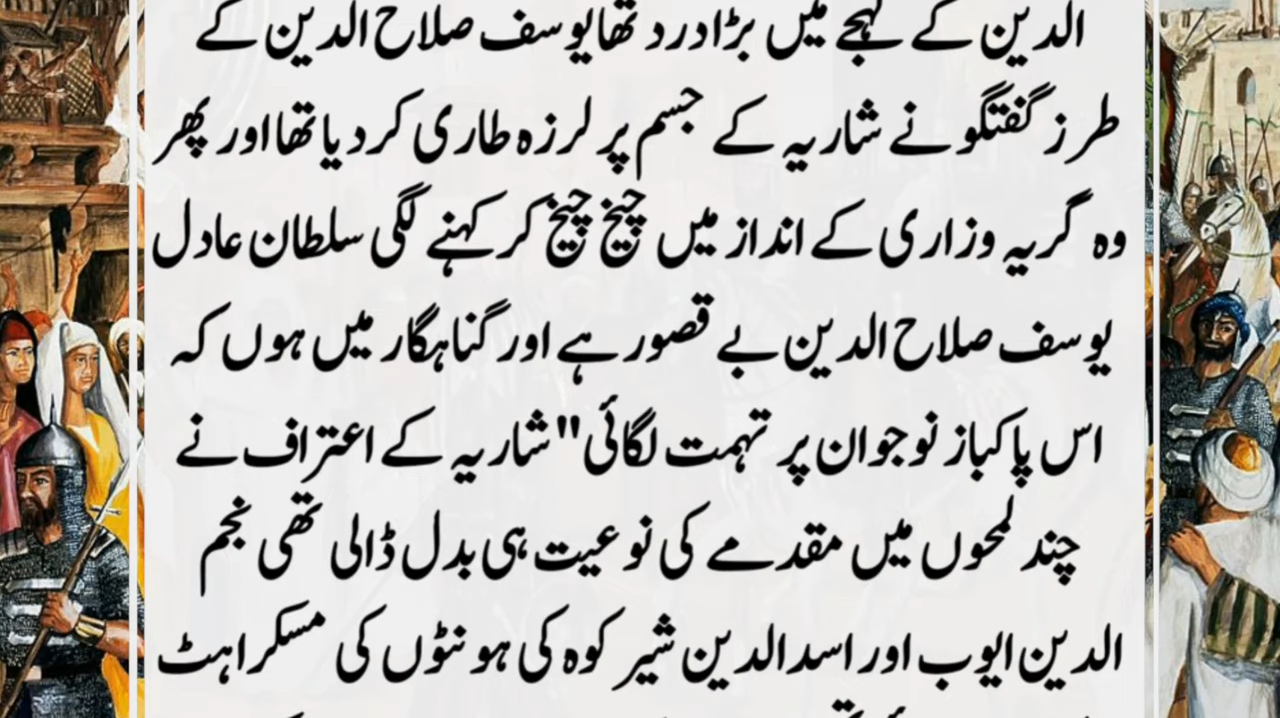 الدین کے لہجے میں بڑا درد تھا یوسف صلاح الدین کے
طرز گفتگو نے شاریہ کے جسم پر لرزہ طاری کر دیا تھا اور پھر
وہ گریہ وزاری کے انداز میں چیخ چیخ کر کہنے لگی سلطان عادل
یوسف صلاح الدین بے قصور ہے اور گناہگار میں ہوں کہ
اس پاکباز نوجوان پر تہمت لگائی" شاریہ کے اعتراف نے
چند لمحوں میں مقدمے کی نوعیت ہی بدل ڈالی تھی نجم
الدین ایوب اور اسد الدین شیر کوہ کی ہونٹوں کی مسکراہٹ